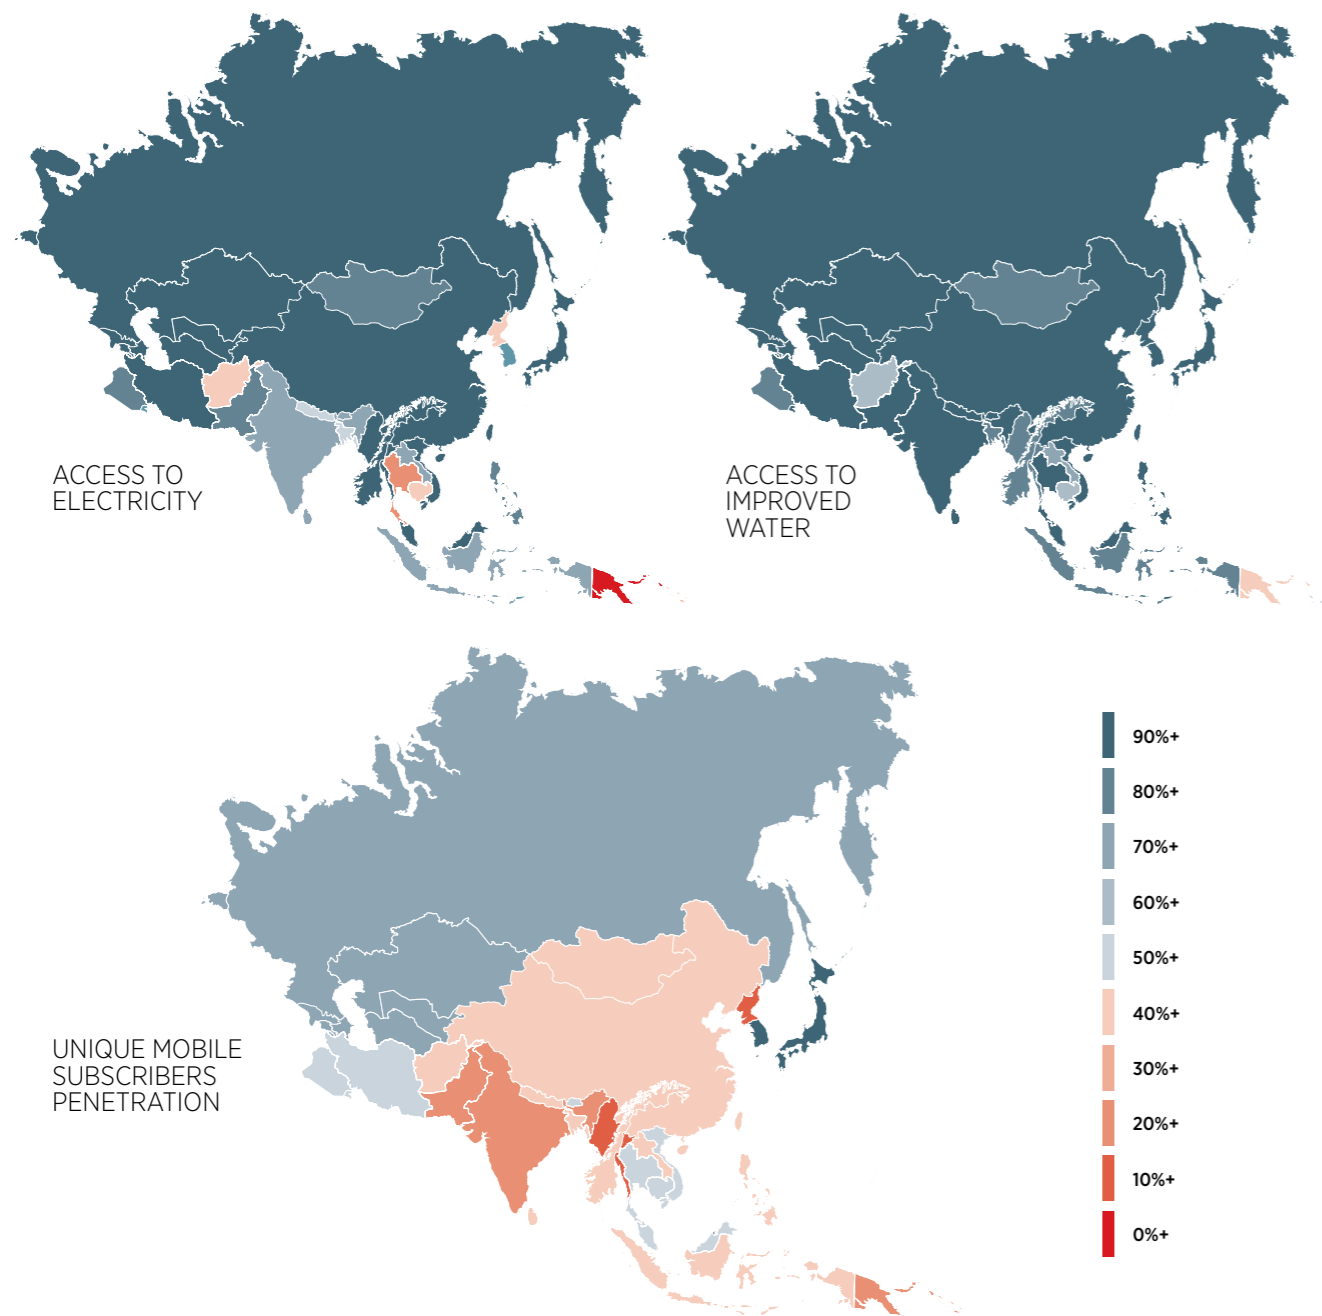 ACCESS TO
ELECTRICITY
ACCESS TO
IMPROVED
WATER
UNIQUE MOBILE
SUBSCRIBERS
PENETRATION
90%+
80%+
70%+
60%+
50%+
40%+
30%+
20%+
10%+
0%+